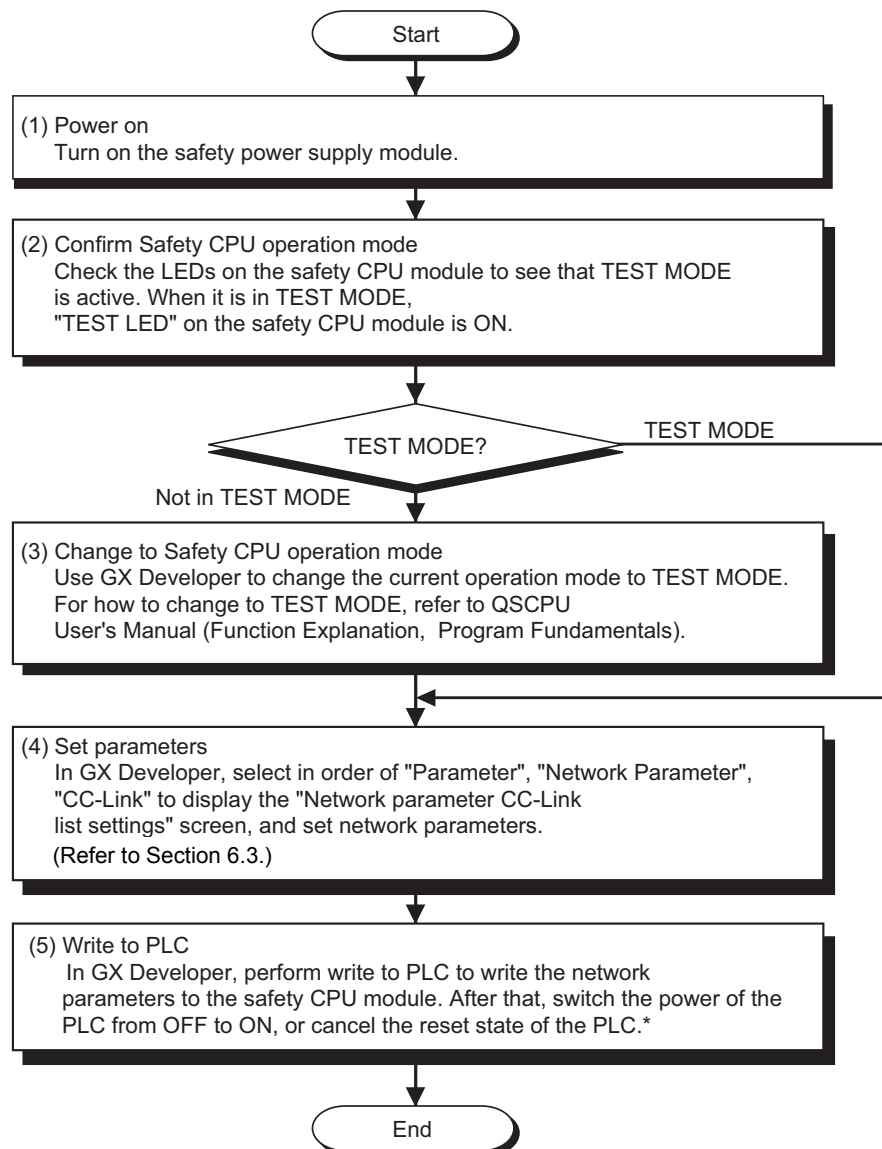 Start
(1) Power on
Turn on the safety power supply module.
(2) Confirm Safety CPU operation mode
Check the LEDs on the safety CPU module to see that TEST MODE
is active. When it is in TEST MODE,
"TEST LED" on the safety CPU module is ON.
TEST MODE?
TEST MODE
Not in TEST MODE
(3) Change to Safety CPU operation mode
Use GX Developer to change the current operation mode to TEST MODE.
For how to change to TEST MODE, refer to QSCPU
User's Manual (Function Explanation, Program Fundamentals).
(4) Set parameters
In GX Developer, select in order of "Parameter", "Network Parameter",
"CC-Link" to display the "Network parameter CC-Link
list settings" screen, and set network parameters.
(Refer to Section 6.3.)
(5) Write to PLC
In GX Developer, perform write to PLC to write the network
parameters to the safety CPU module. After that, switch the power of the
PLC from OFF to ON, or cancel the reset state of the PLC.*
End